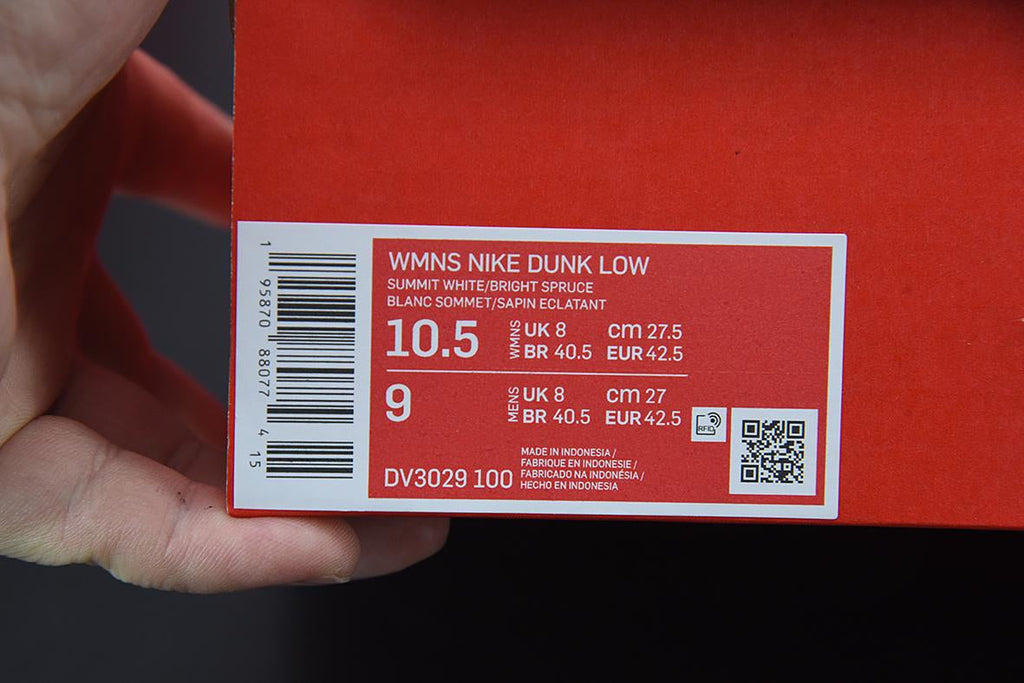 1 95870 88077 4 15
WMNS NIKE DUNK LOW
SUMMIT WHITE/BRIGHT SPRUCE
BLANC SOMMET/SAPIN ECLATANT
10.5 WMNS UK 8 cm 27.5
BR 40.5 EUR 42.5
9 MENS UK 8 cm 27
BR 40.5 EUR 42.5
RFID
DV3029 100
MADE IN INDONESIA /
FABRIQUE EN INDONESIE /
FABRICADO NA INDONÉSIA /
HECHO EN INDONESIA